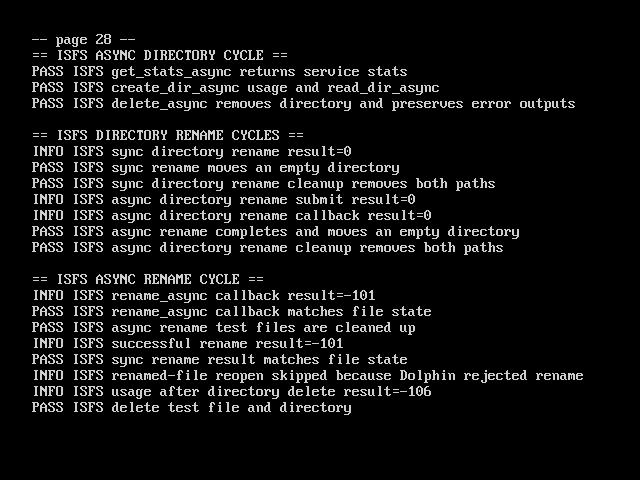 -- page 28 --
== ISFS ASYNC DIRECTORY CYCLE ==
PASS ISFS get_stats_async returns service stats
PASS ISFS create_dir_async usage and read_dir_async
PASS ISFS delete_async removes directory and preserves error outputs
== ISFS DIRECTORY RENAME CYCLES ==
INFO ISFS sync directory rename result=0
PASS ISFS sync rename moves an empty directory
PASS ISFS sync directory rename cleanup removes both paths
INFO ISFS async directory rename submit result=0
INFO ISFS async directory rename callback result=0
PASS ISFS async rename completes and moves an empty directory
PASS ISFS async directory rename cleanup removes both paths
== ISFS ASYNC RENAME CYCLE ==
INFO ISFS rename_async callback result=-101
PASS ISFS rename_async callback matches file state
PASS ISFS async rename test files are cleaned up
INFO ISFS successful rename result=-101
PASS ISFS sync rename result matches file state
INFO ISFS renamed-file reopen skipped because Dolphin rejected rename
INFO ISFS usage after directory delete result=-106
PASS ISFS delete test file and directory